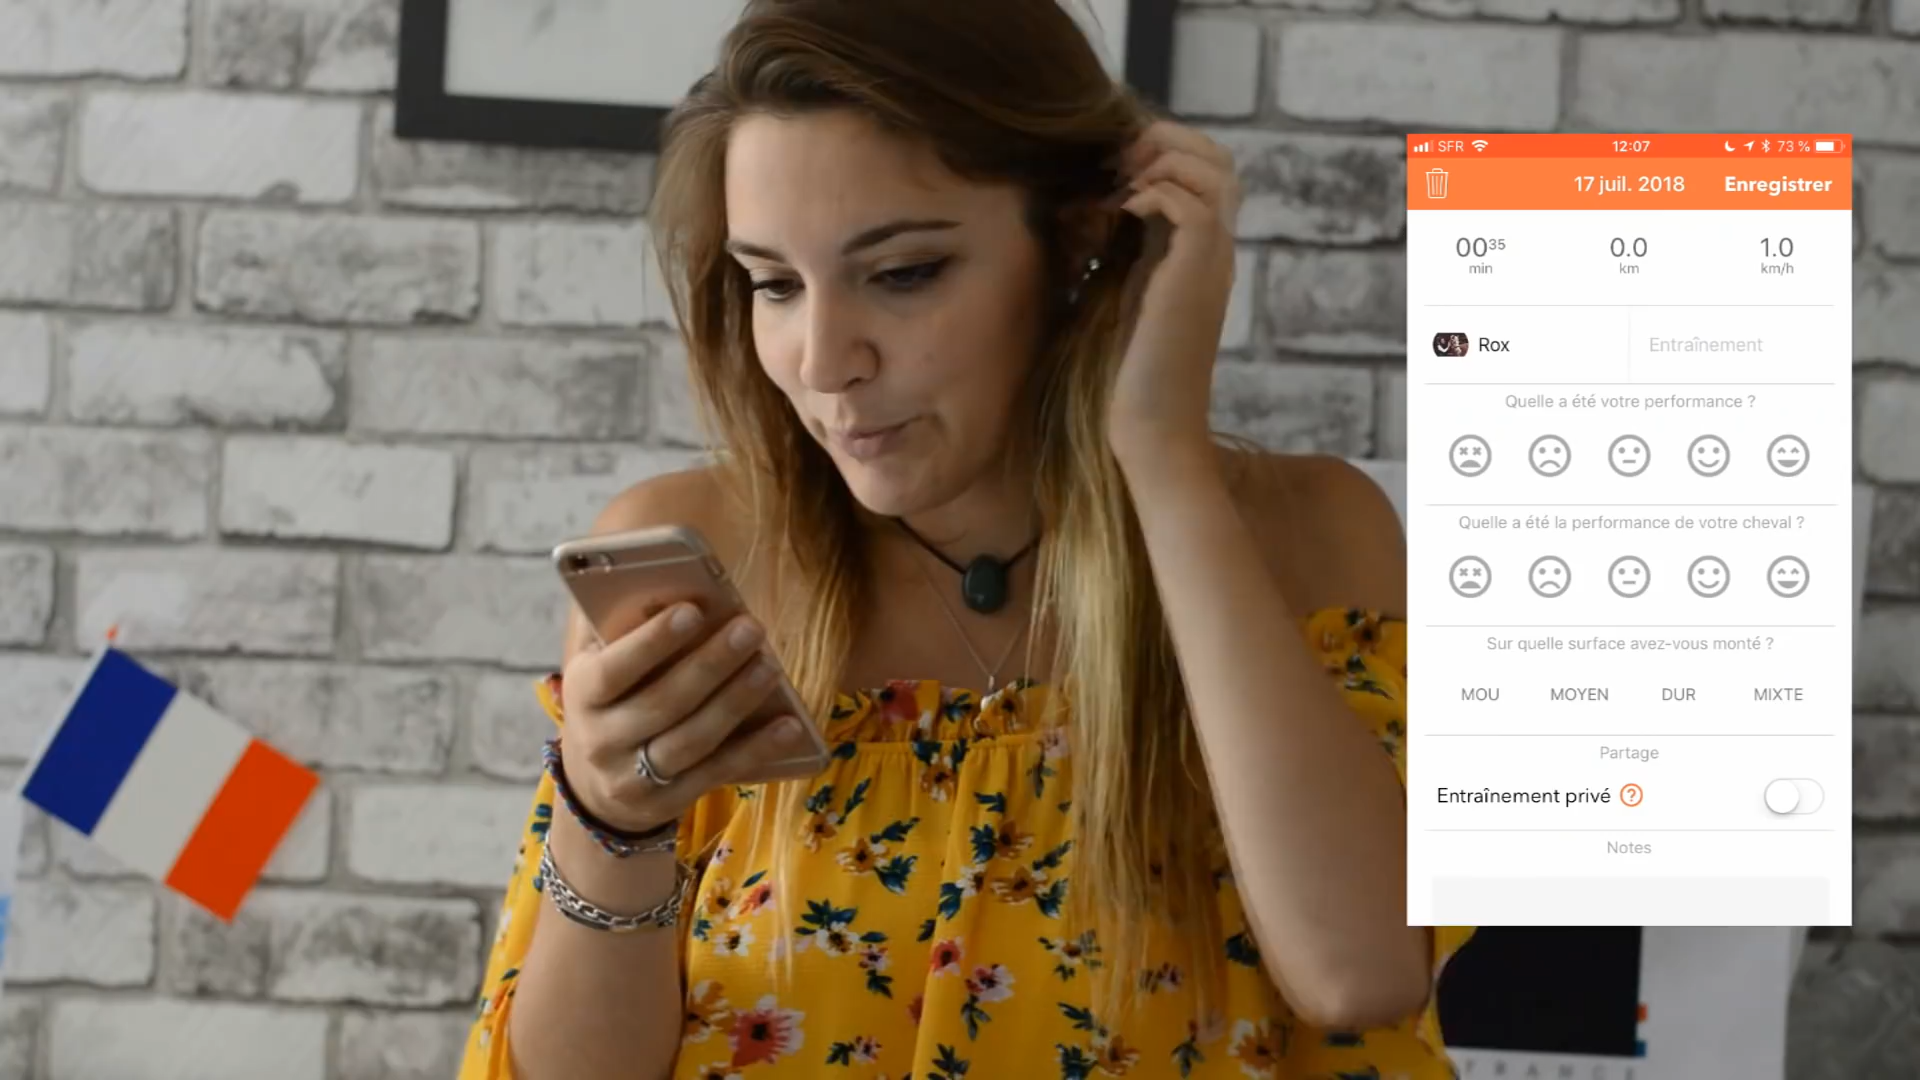 SFR 12:07 73 %
17 juil. 2018 Enregistrer
00³⁵ 0.0 1.0
min km km/h
Rox Entraînement
Quelle a été votre performance ?
Quelle a été la performance de votre cheval ?
Sur quelle surface avez-vous monté ?
MOU MOYEN DUR MIXTE
Partage
Entraînement privé ?
Notes
FRANCE